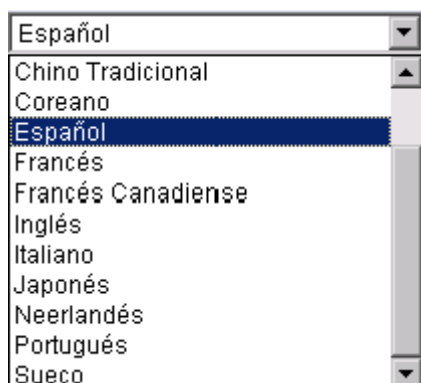 Español
Chino Tradicional
Coreano
Español
Francés
Francés Canadiense
Inglés
Italiano
Japonés
Neerlandés
Portugués
Sueco